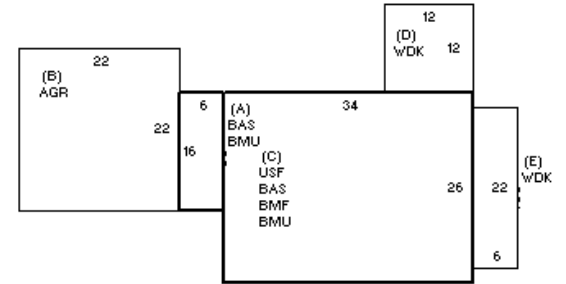 12
(D)
WDK
12
22
(B)
AGR
22
6
16
(A)
BAS
BMU
34
(C)
USF
BAS
BMF
BMU
26
22
(E)
WDK
6